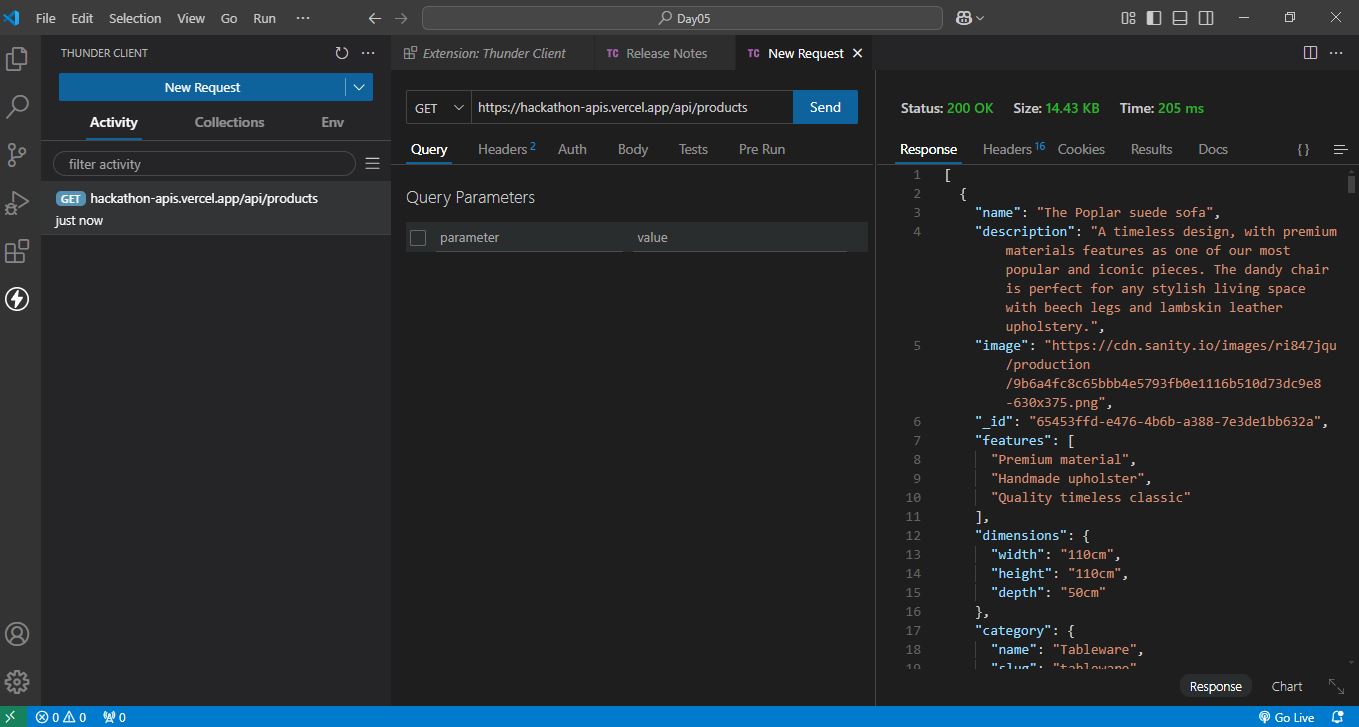 File Edit Selection View Go Run ··· Day05
THUNDER CLIENT
New Request
Activity Collections Env
filter activity
GET hackathon-apis.vercel.app/api/products
just now
Extension: Thunder Client TC Release Notes TC New Request
GET https://hackathon-apis.vercel.app/api/products Send
Query Headers 2 Auth Body Tests Pre Run
Query Parameters
parameter value
Status: 200 OK Size: 14.43 KB Time: 205 ms
Response Headers 16 Cookies Results Docs { }
1 [
2 {
3 "name": "The Poplar suede sofa",
4 "description": "A timeless design, with premium
materials features as one of our most
popular and iconic pieces. The dandy chair
is perfect for any stylish living space
with beech legs and lambskin leather
upholstery.",
5 "image": "https://cdn.sanity.io/images/ri847jqu
/production
/9b6a4fc8c65bbb4e5793fb0e1116b510d73dc9e8
-630x375.png",
6 "_id": "65453ffd-e476-4b6b-a388-7e3de1bb632a",
7 "features": [
8 "Premium material",
9 "Handmade upholster",
10 "Quality timeless classic"
11 ],
12 "dimensions": {
13 "width": "110cm",
14 "height": "110cm",
15 "depth": "50cm"
16 },
17 "category": {
18 "name": "Tableware",
19 "slug": "tableware"
Response Chart
0 0 0 Go Live